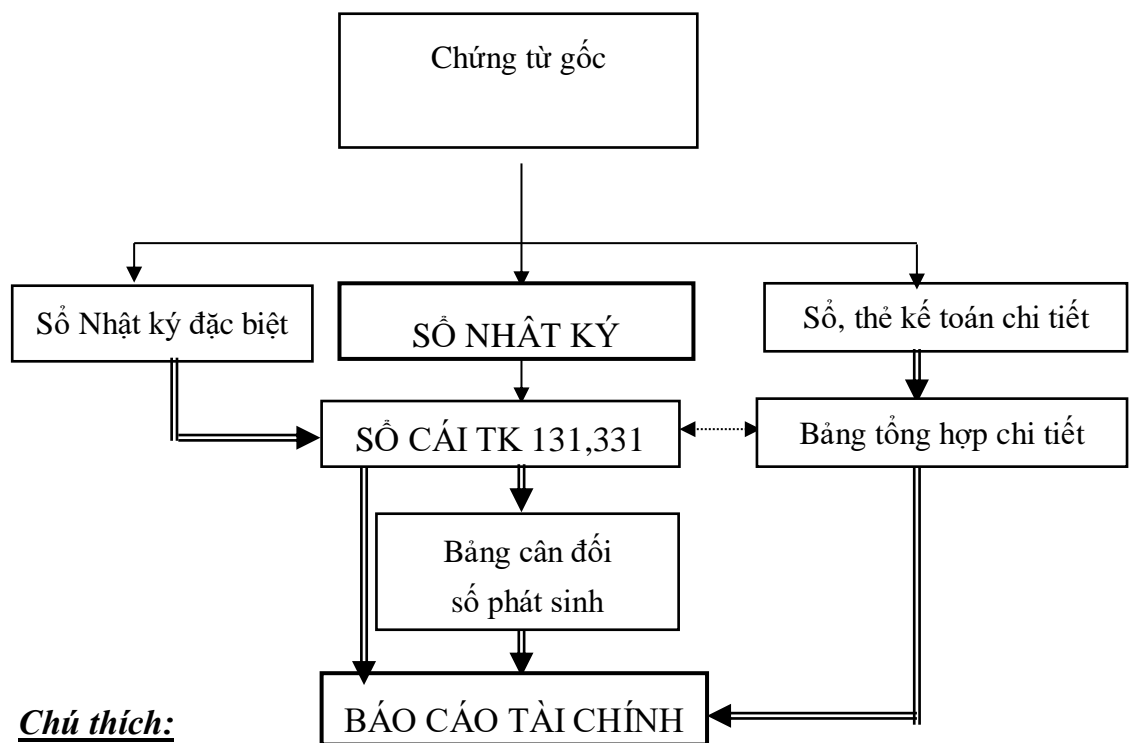 Chứng từ gốc
Sổ Nhật ký đặc biệt
SỔ NHÂT KÝ
Sổ, thẻ kế toán chi tiết
SỔ CÁI TK 131,331
Bảng tổng hợp chi tiết
Bảng cân đối
số phát sinh
BÁO CÁO TÀI CHÍNH
Chú thích: